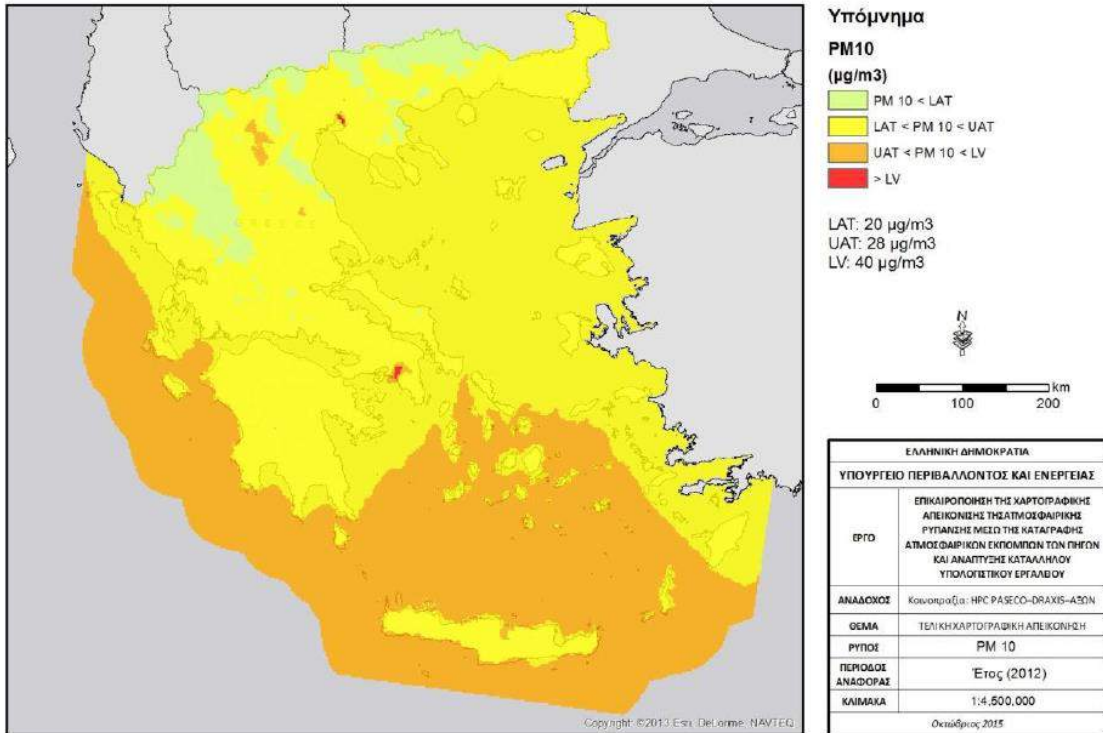 Υπόμνημα
PM10
(µg/m3)
PM 10 < LAT
LAT < PM 10 < UAT
UAT < PM 10 < LV
> LV
LAT: 20 µg/m3
UAT: 28 µg/m3
LV: 40 µg/m3
N
km
0 100 200
GREECE
Copyright: ©2013 Esri, DeLorme, NAVTEQ
ΕΛΛΗΝΙΚΗ ΔΗΜΟΚΡΑΤΙΑ
ΥΠΟΥΡΓΕΙΟ ΠΕΡΙΒΑΛΛΟΝΤΟΣ ΚΑΙ ΕΝΕΡΓΕΙΑΣ
ΕΡΓΟ
ΕΠΙΚΑΙΡΟΠΟΙΗΣΗ ΤΗΣ ΧΑΡΤΟΓΡΑΦΙΚΗΣ
ΑΠΕΙΚΟΝΙΣΗΣ ΤΗΣΑΤΜΟΣΦΑΙΡΙΚΗΣ
ΡΥΠΑΝΣΗΣ ΜΕΣΩ ΤΗΣ ΚΑΤΑΓΡΑΦΗΣ
ΑΤΜΟΣΦΑΙΡΙΚΩΝ ΕΚΠΟΜΠΩΝ ΤΩΝ ΠΗΓΩΝ
ΚΑΙ ΑΝΑΠΤΥΞΗΣ ΚΑΤΑΛΛΗΛΟΥ
ΥΠΟΛΟΓΙΣΤΙΚΟΥ ΕΡΓΑΛΕΙΟΥ
ΑΝΑΔΟΧΟΣ Κοινοπραξία: HPC PASECO–DRAXIS–ΑΞΩΝ
ΘΕΜΑ ΤΕΛΙΚΗ ΧΑΡΤΟΓΡΑΦΙΚΗ ΑΠΕΙΚΟΝΗΣΗ
ΡΥΠΟΣ PM 10
ΠΕΡΙΟΔΟΣ
ΑΝΑΦΟΡΑΣ Έτος (2012)
ΚΛΙΜΑΚΑ 1:4,500,000
Οκτώβριος 2015